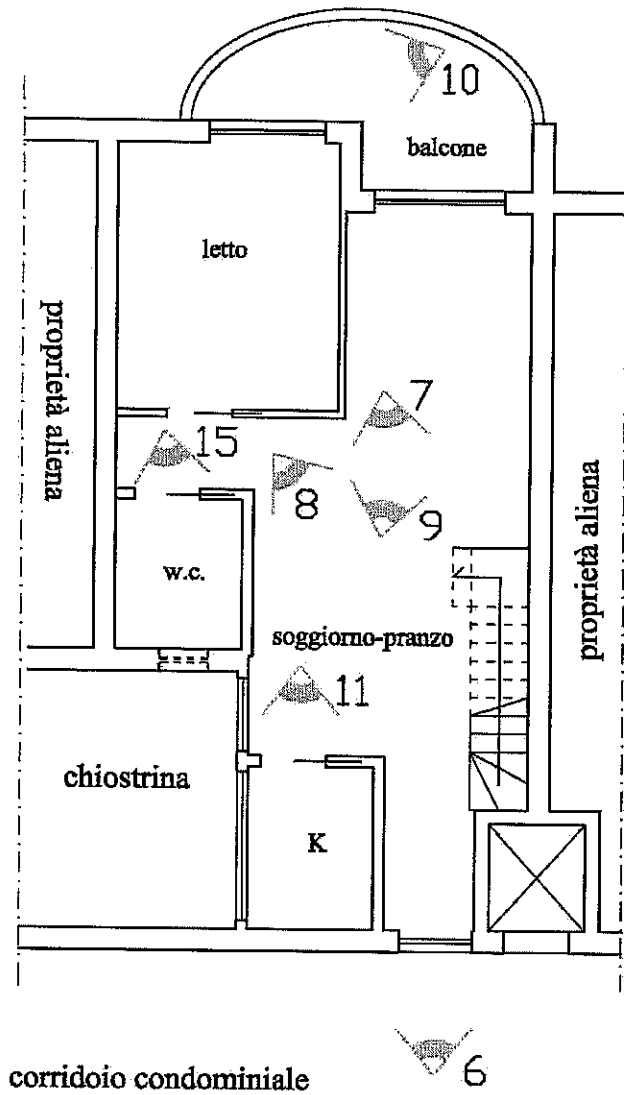 10
balcone
letto
proprietà aliena
7
15
8
9
w.c.
proprietà aliena
soggiorno-pranzo
11
chiostrina
K
6
corridoio condominiale